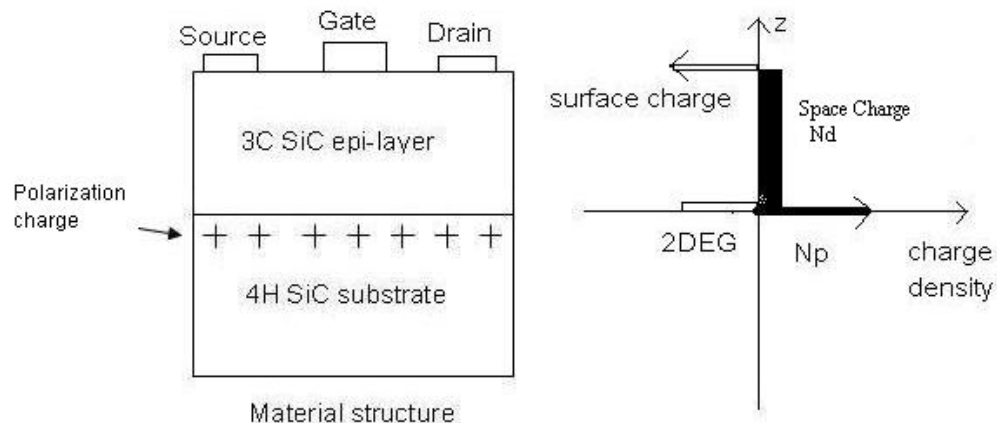 Source
Gate
Drain
3C SiC epi-layer
Polarization
charge
+ + + + + + +
4H SiC substrate
Material structure
z
surface charge
Space Charge
Nd
2DEG
Np
charge
density